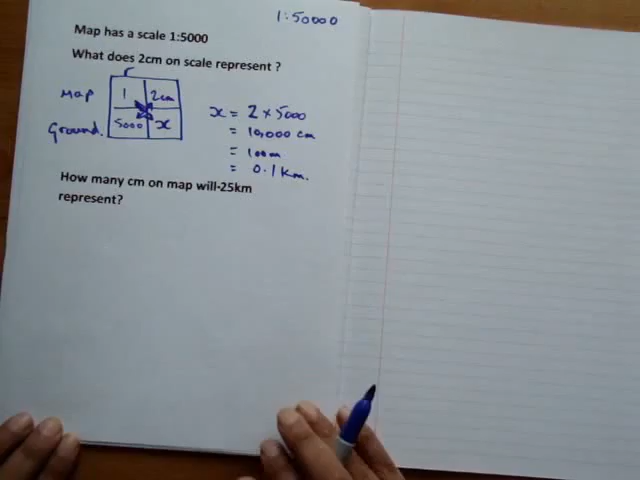 1:50000
Map has a scale 1:5000
What does 2cm on scale represent ?
Map 1 2cm
Ground. 5000 x
x = 2 x 5000
= 10,000 cm
= 100m
= 0.1 km.
How many cm on map will-25km
represent?